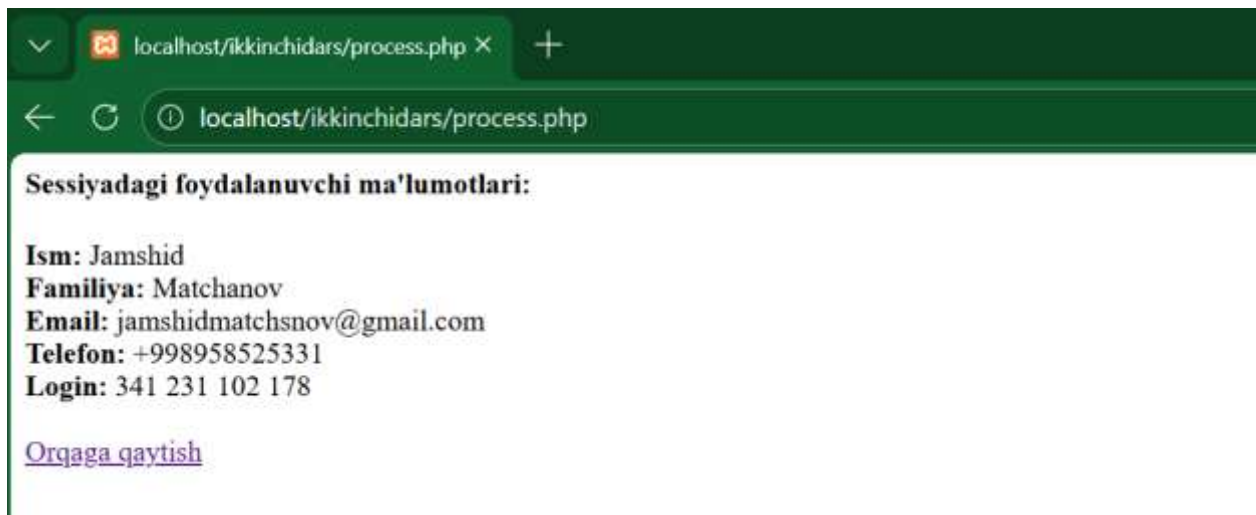 localhost/ikkinchidars/process.php
localhost/ikkinchidars/process.php
Sessiyadagi foydalanuvchi ma'lumotlari:
Ism: Jamshid
Familiya: Matchanov
Email: jamshidmatchsnov@gmail.com
Telefon: +998958525331
Login: 341 231 102 178
Orqaga qaytish